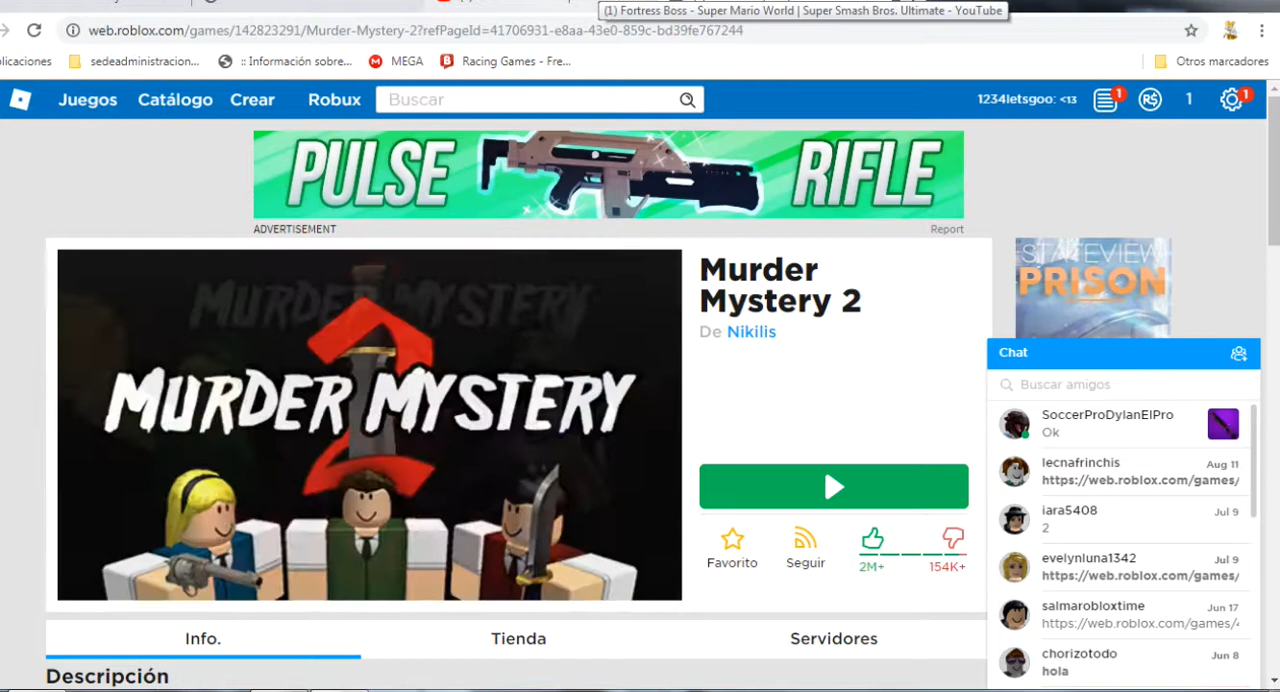 (1) Fortress Boss - Super Mario World | Super Smash Bros. Ultimate - YouTube
web.roblox.com/games/142823291/Murder-Mystery-2?refPageId=41706931-e8aa-43e0-859c-bd39fe767244
plicaciones sedeadministracion... :: Información sobre... MEGA Racing Games - Fre... Otros marcadores
Juegos Catálogo Crear Robux Buscar 1234letsgoo: <13 1 R$ 1 1
PULSE RIFLE
ADVERTISEMENT Report
MURDER MYSTERY
2
MURDER MYSTERY
Murder
Mystery 2
De Nikilis
Favorito Seguir 2M+ 154K+
STATEVIEW
PRISON
Chat
Buscar amigos
SoccerProDylanElPro
Ok
lecnafrinchis Aug 11
https://web.roblox.com/games/
iara5408 Jul 9
2
evelynluna1342 Jul 9
https://web.roblox.com/games/
salmarobloxtime Jun 17
https://web.roblox.com/games/4
chorizotodo Jun 8
hola
Info. Tienda Servidores
Descripción